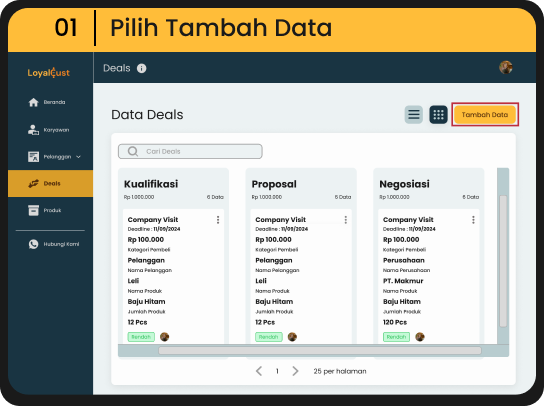 01 Pilih Tambah Data
LoyalCust
Deals
Beranda
Karyawan
Pelanggan
Deals
Produk
Hubungi Kami
Data Deals
Tambah Data
Cari Deals
Kualifikasi
Rp 1.000.000 6 Data
Company Visit
Deadline : 11/09/2024
Rp 100.000
Kategori Pembeli
Pelanggan
Nama Pelanggan
Leli
Nama Produk
Baju Hitam
Jumlah Produk
12 Pcs
Rendah
Proposal
Rp 1.000.000 6 Data
Company Visit
Deadline : 11/09/2024
Rp 100.000
Kategori Pembeli
Pelanggan
Nama Pelanggan
Leli
Nama Produk
Baju Hitam
Jumlah Produk
12 Pcs
Rendah
Negosiasi
Rp 1.000.000 6 Data
Company Visit
Deadline : 11/09/2024
Rp 100.000
Kategori Pembeli
Perusahaan
Nama Perusahaan
PT. Makmur
Nama Produk
Baju Hitam
Jumlah Produk
120 Pcs
Rendah
1
25 per halaman